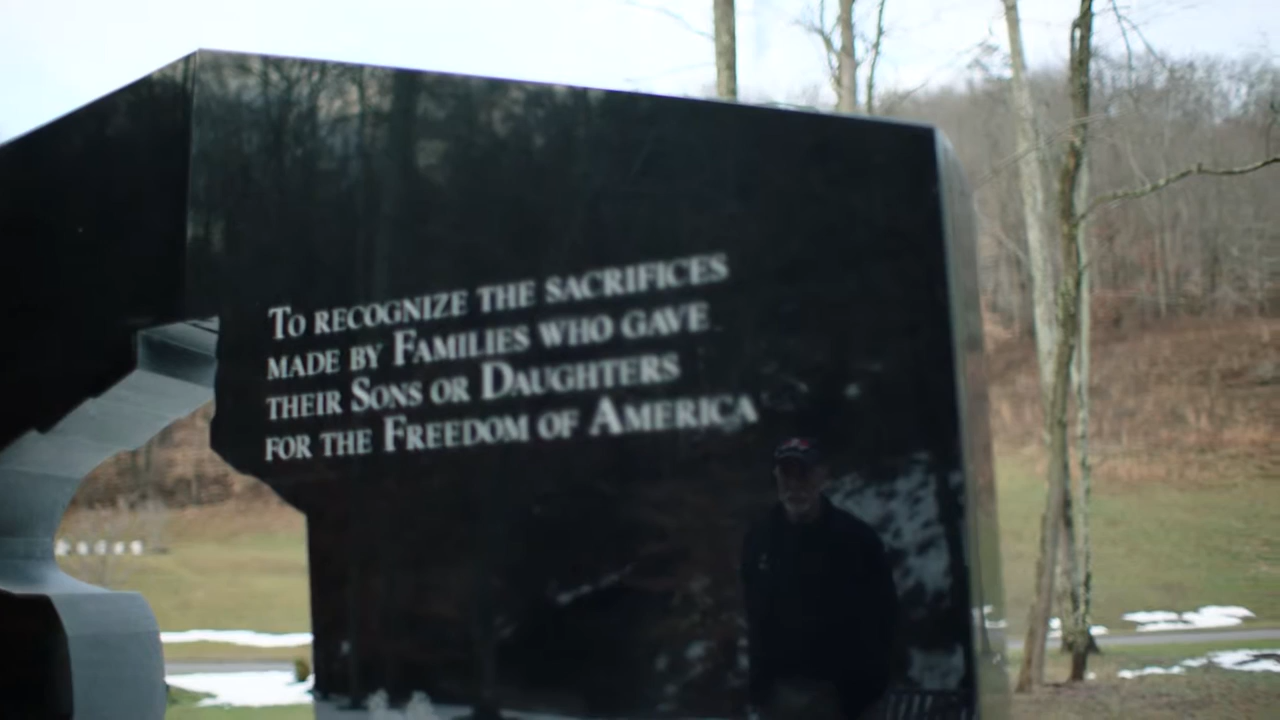 To recognize the sacrifices
made by Families who gave
their Sons or Daughters
for the Freedom of America